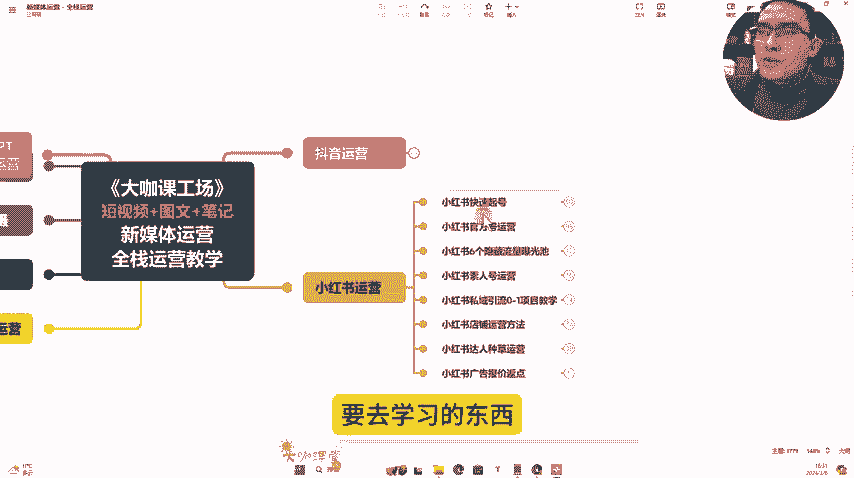 新媒体运营 - 全栈运营
抖音运营
《大咖课工场》
短视频+图文+笔记
新媒体运营
全栈运营教学
小红书运营
小红书快速起号
小红书官方号运营
小红书6个隐藏流量曝光池
小红书素人号运营
小红书私域引流0-1项目教学
小红书店铺运营方法
小红书达人种草运营
小红书广告报价返点
运营
要去学习的东西